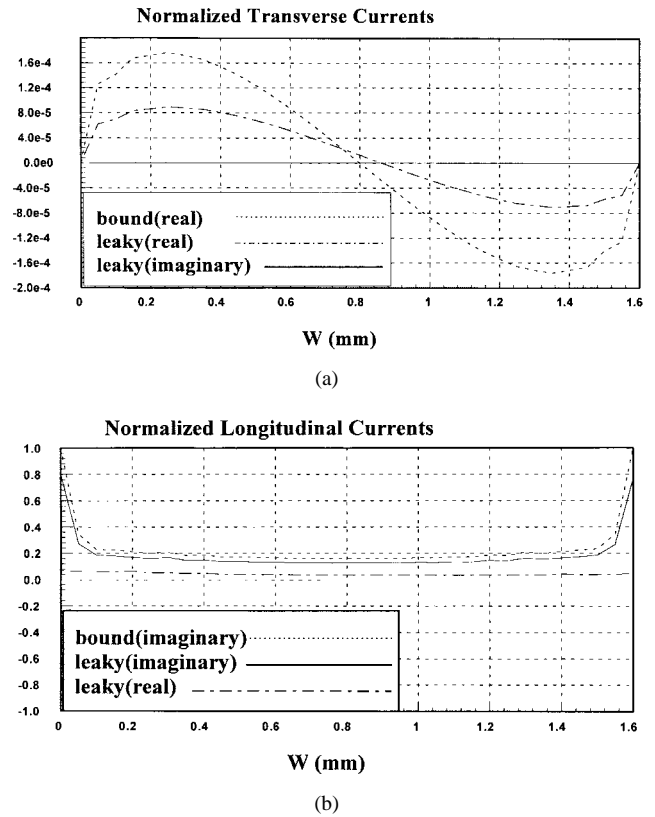 Normalized Transverse Currents
1.6e-4
1.2e-4
8.0e-5
4.0e-5
0.0e0
-4.0e-5
-8.0e-5
-1.2e-4
-1.6e-4
-2.0e-4
bound(real)
leaky(real)
leaky(imaginary)
0.0 0.2 0.4 0.6 0.8 1 1.2 1.4 1.6
W (mm)
(a)
Normalized Longitudinal Currents
1.0
0.8
0.6
0.4
0.2
0.0
-0.2
-0.4
-0.6
-0.8
-1.0
bound(imaginary)
leaky(imaginary)
leaky(real)
0 0.2 0.4 0.6 0.8 1.0 1.2 1.4 1.6
W (mm)
(b)